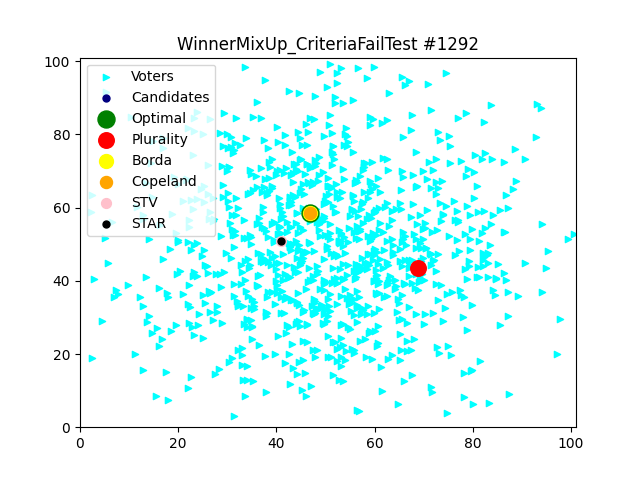 WinnerMixUp_CriteriaFailTest #1292
100
80
60
40
20
0
Voters
Candidates
Optimal
Plurality
Borda
Copeland
STV
STAR
0 20 40 60 80 100